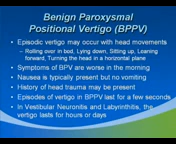 Benign Paroxysmal
Positional Vertigo (BPPV)
• Episodic vertigo may occur with head movements
– Rolling over in bed, Lying down, Sitting up, Leaning
forward, Turning the head in a horizontal plane
• Symptoms of BPV are worse in the morning
• Nausea is typically present but no vomiting
• History of head trauma may be present
• Episodes of vertigo in BPPV last for a few seconds
• In Vestibular Neuronitis and Labyrinthitis, the
vertigo lasts for hours or days